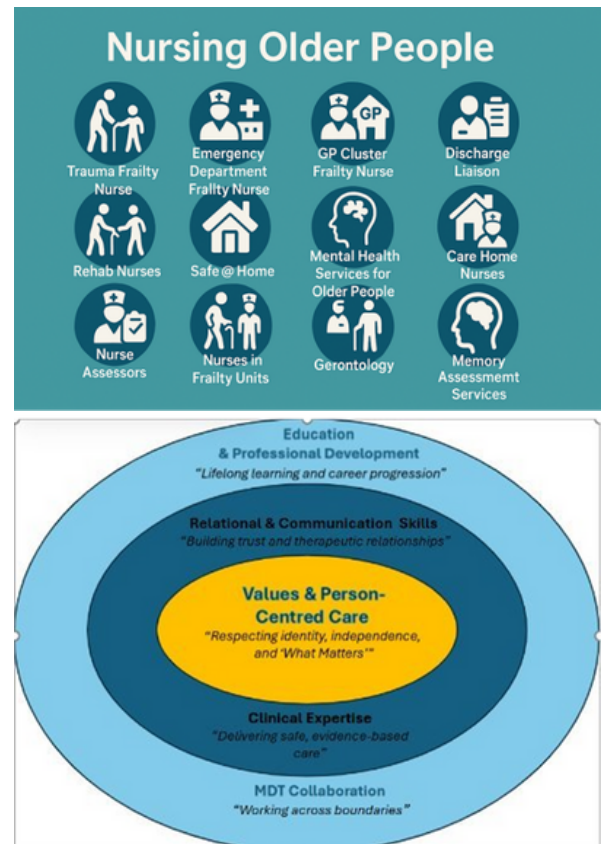 Nursing Older People
GP
Trauma Frailty
Nurse
Emergency
Department
Frallty Nurse
GP Cluster
Frailty Nurse
Discharge
Liaison
Rehab Nurses
Safe@Home
Mental Health
Services for
Older People
Care Home
Nurses
Nurse
Assessors
Nurses in
Frailty Units
Gerontology
Memory
Assessmemt
Services
Education
& Professional Development
"Lifelong learning and career progression"
Relational & Communication Skills
"Building trust and therapeutic relationships"
Values & Person-
Centred Care
"Respecting identity, independence,
and 'What Matters'"
Clinical Expertise
"Delivering safe, evidence-based
care"
MDT Collaboration
"Working across boundaries"